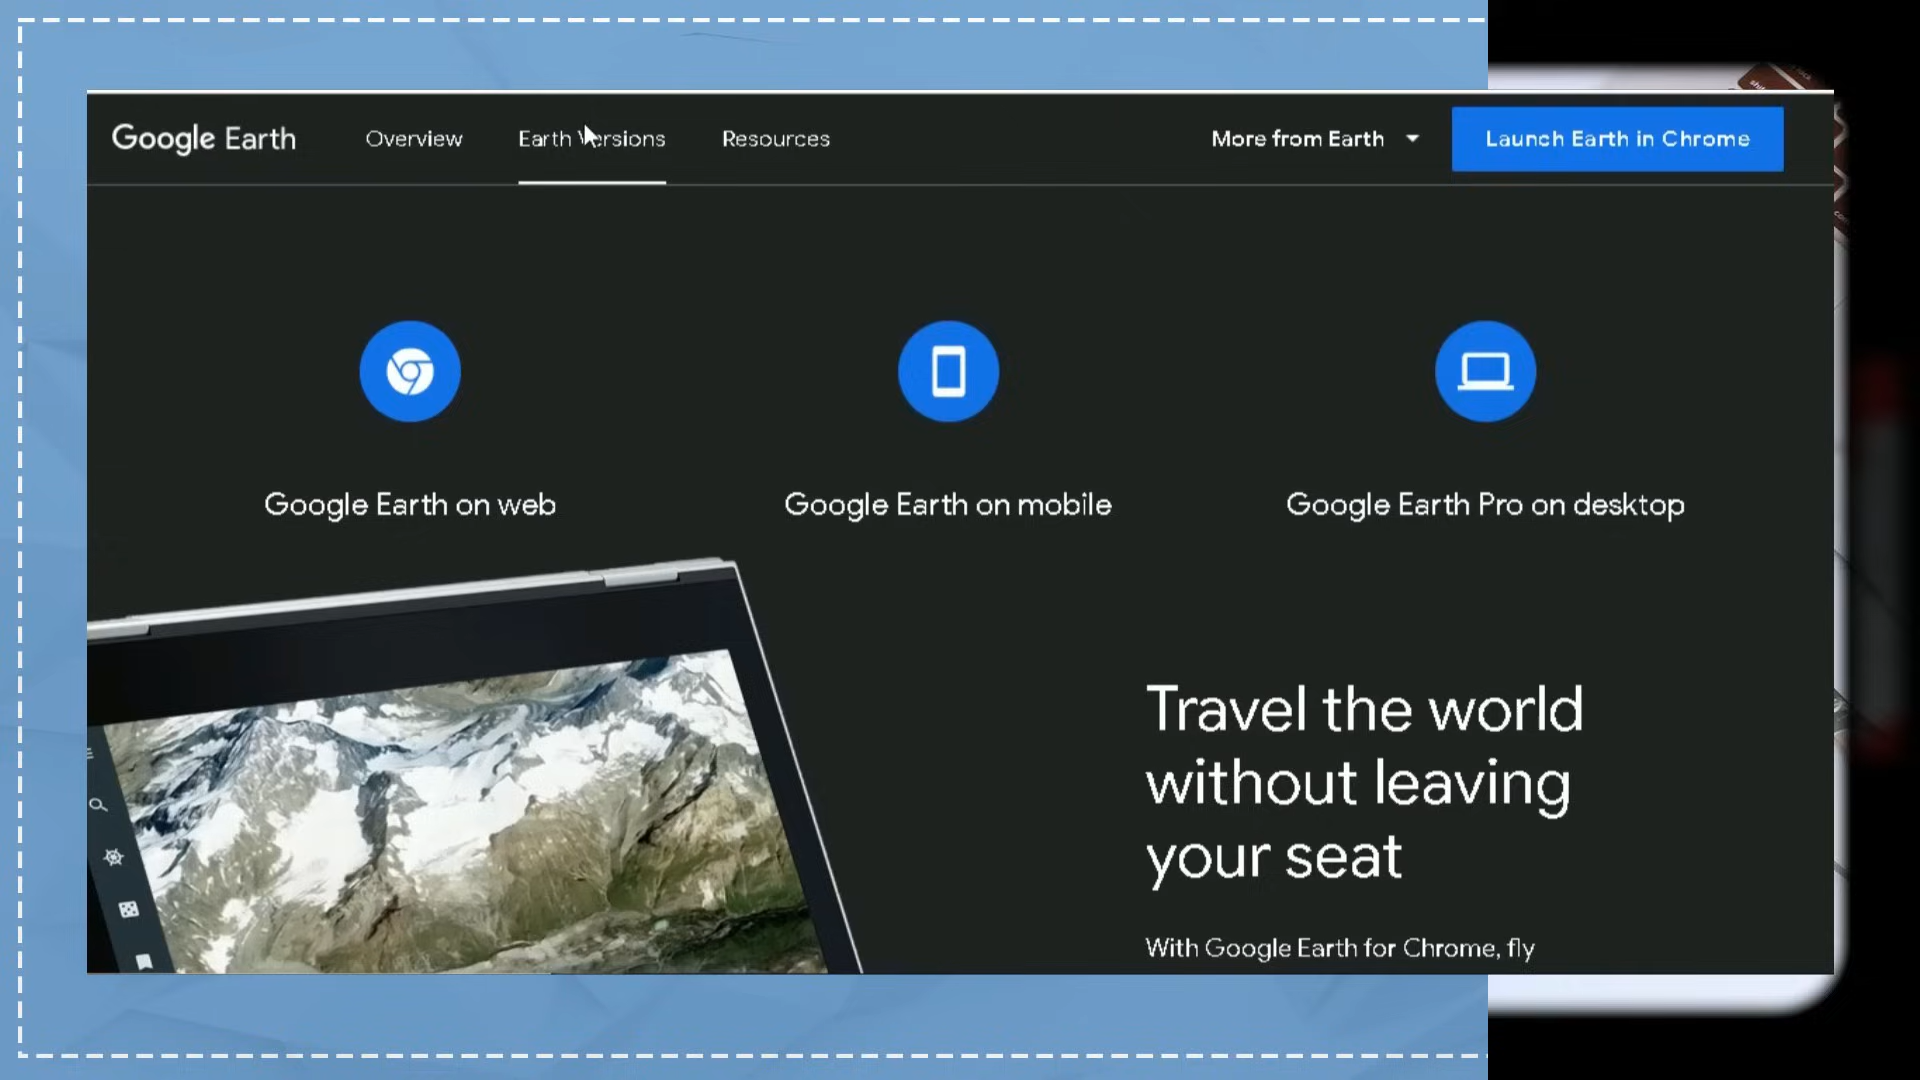 Google Earth
Overview
Earth Versions
Resources
More from Earth
Launch Earth in Chrome
Google Earth on web
Google Earth on mobile
Google Earth Pro on desktop
Travel the world
without leaving
your seat
With Google Earth for Chrome, fly